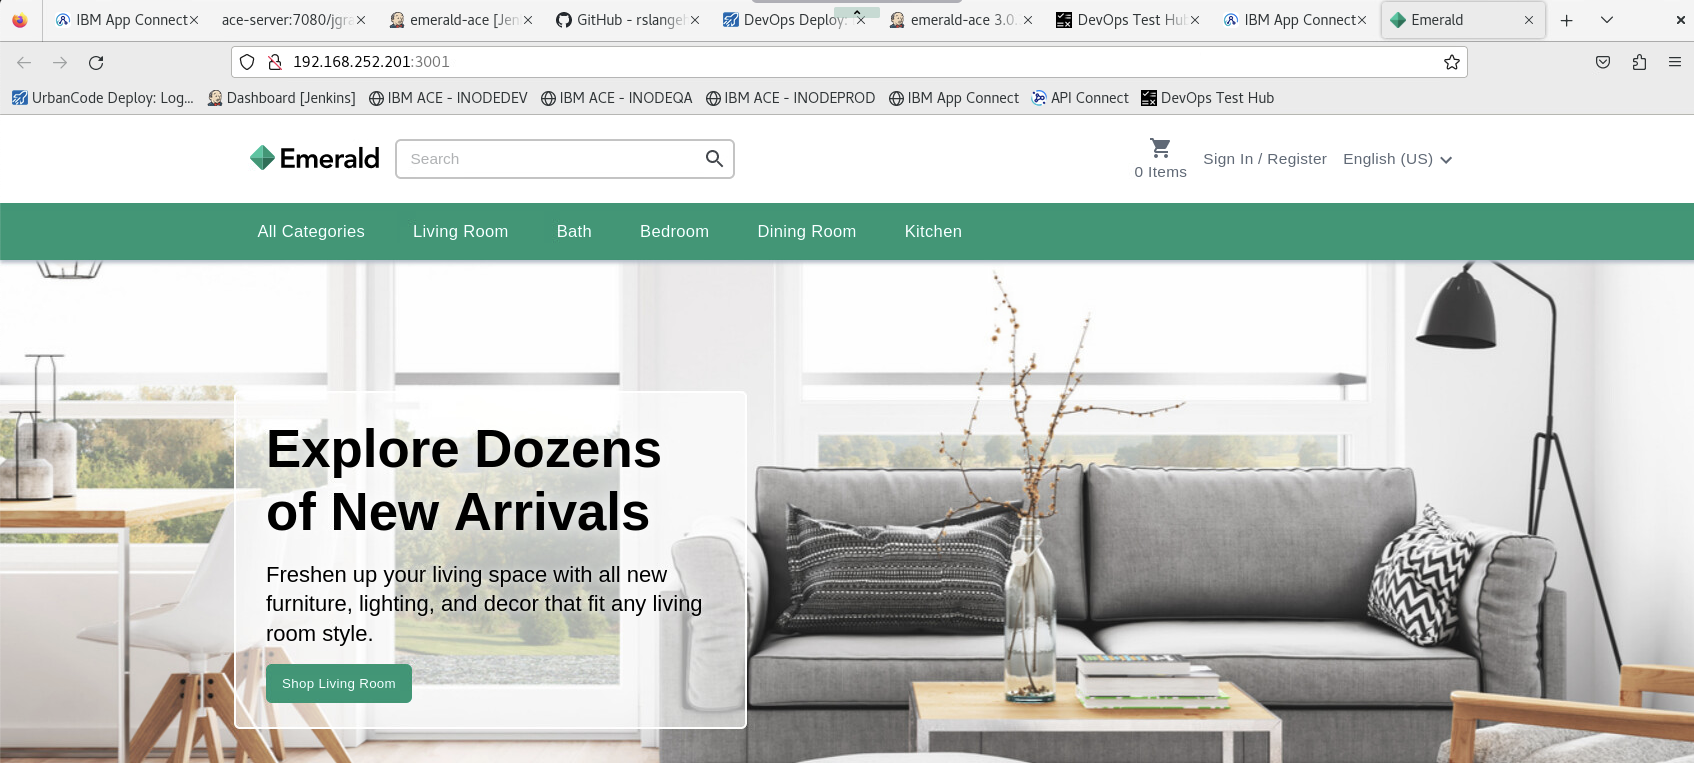 IBM App Connect
ace-server:7080/jgra
emerald-ace [Jen
GitHub - rslangel
DevOps Deploy:
emerald-ace 3.0.
DevOps Test Hub
IBM App Connect
Emerald
192.168.252.201:3001
UrbanCode Deploy: Log...
Dashboard [Jenkins]
IBM ACE - INODEDEV
IBM ACE - INODEQA
IBM ACE - INODEPROD
IBM App Connect
API Connect
DevOps Test Hub
Emerald
Search
0 Items
Sign In / Register
English (US)
All Categories
Living Room
Bath
Bedroom
Dining Room
Kitchen
Explore Dozens
of New Arrivals
Freshen up your living space with all new
furniture, lighting, and decor that fit any living
room style.
Shop Living Room